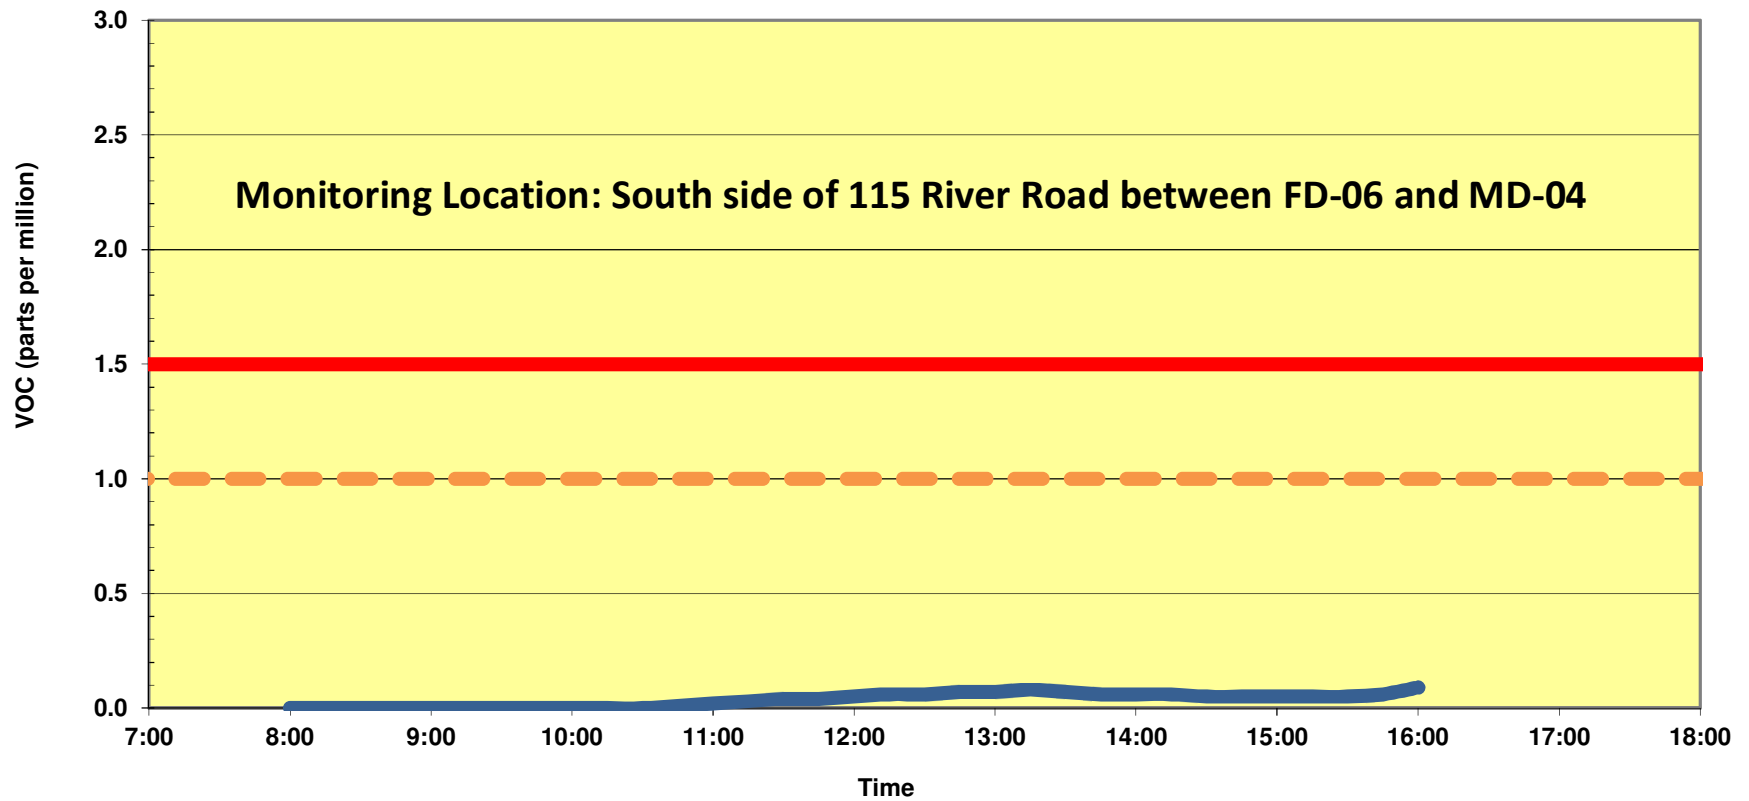 3.0
2.5
Monitoring Location: South side of 115 River Road between FD-06 and MD-04
2.0
VOC (parts per million)
1.5
1.0
0.5
0.0
7:00 8:00 9:00 10:00 11:00 12:00 13:00 14:00 15:00 16:00 17:00 18:00
Time